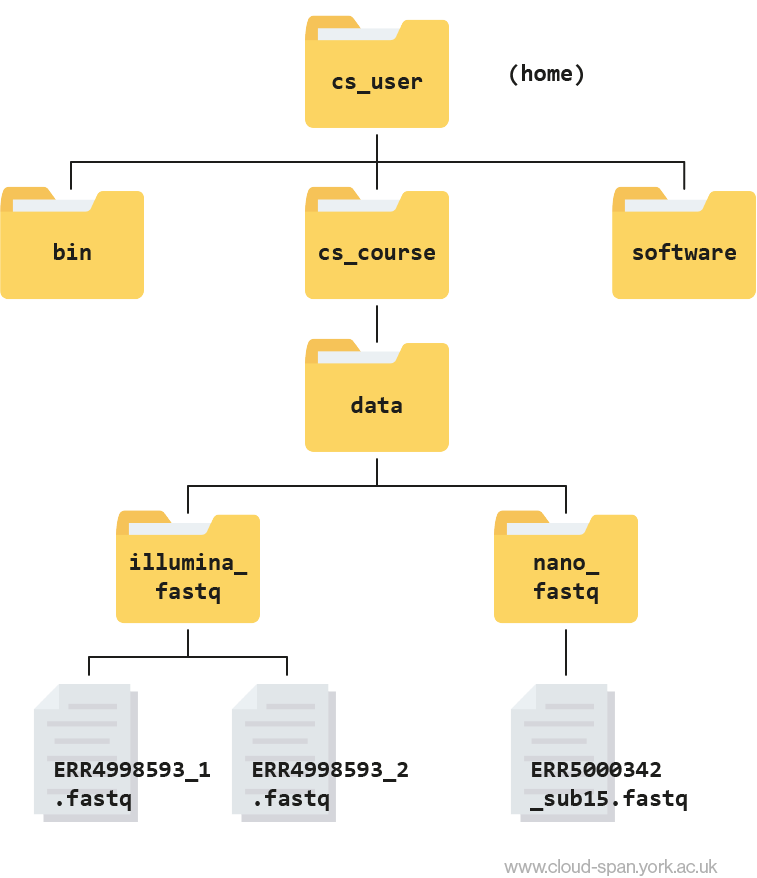 cs_user
(home)
bin
cs_course
software
data
illumina_
fastq
nano_
fastq
ERR4998593_1
.fastq
ERR4998593_2
.fastq
ERR5000342
_sub15.fastq
www.cloud-span.york.ac.uk